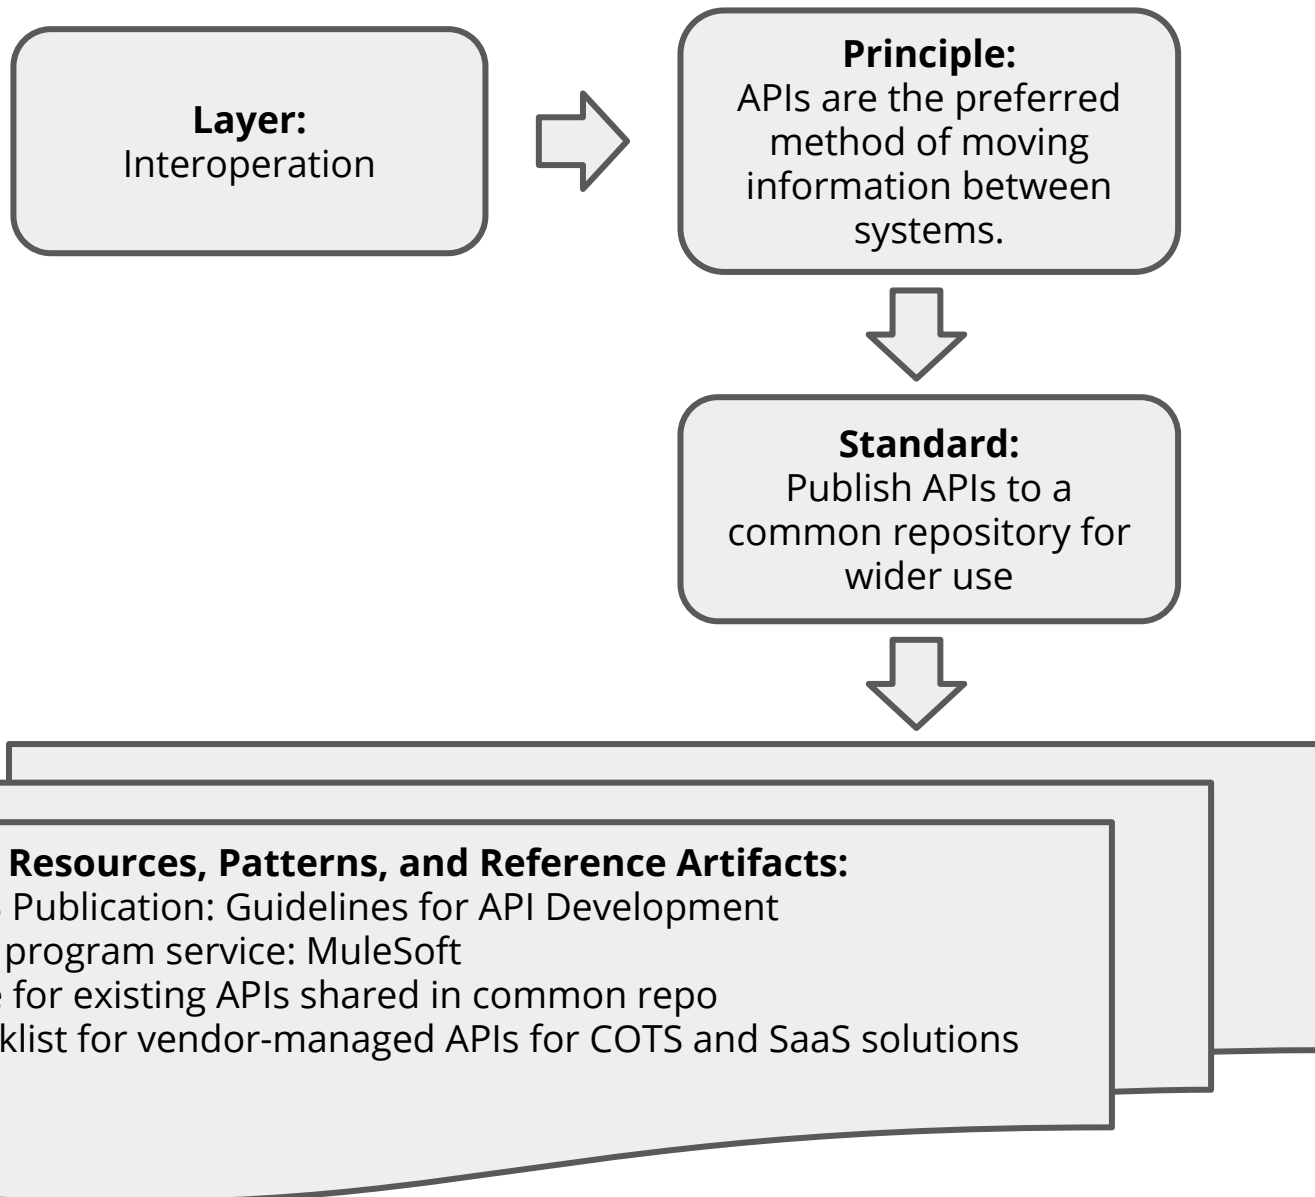 Layer:
Interoperation
Principle:
APIs are the preferred
method of moving
information between
systems.
Standard:
Publish APIs to a
common repository for
wider use
Resources, Patterns, and Reference Artifacts:
Publication: Guidelines for API Development
program service: MuleSoft
for existing APIs shared in common repo
for vendor-managed APIs for COTS and SaaS solutions